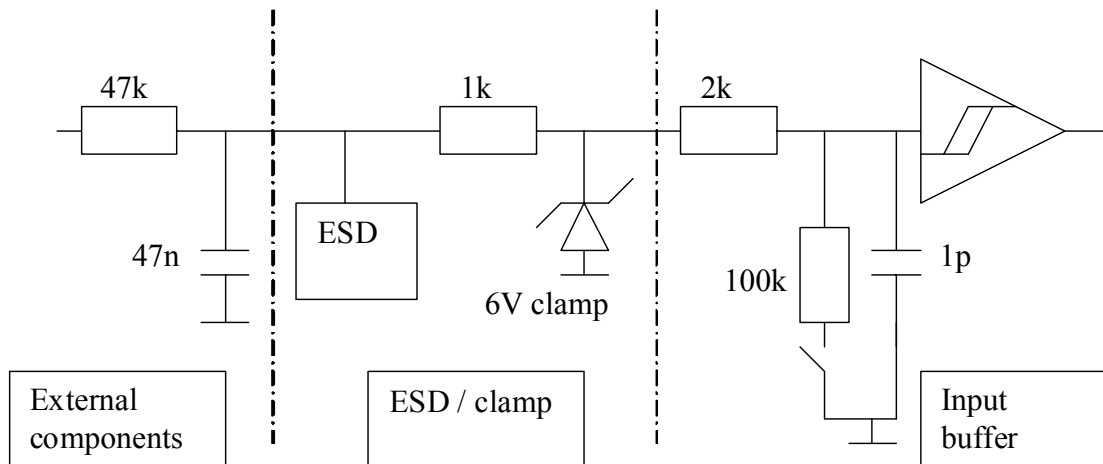 47k
1k
2k
ESD
47n
100k
1p
6V clamp
External
components
ESD / clamp
Input
buffer